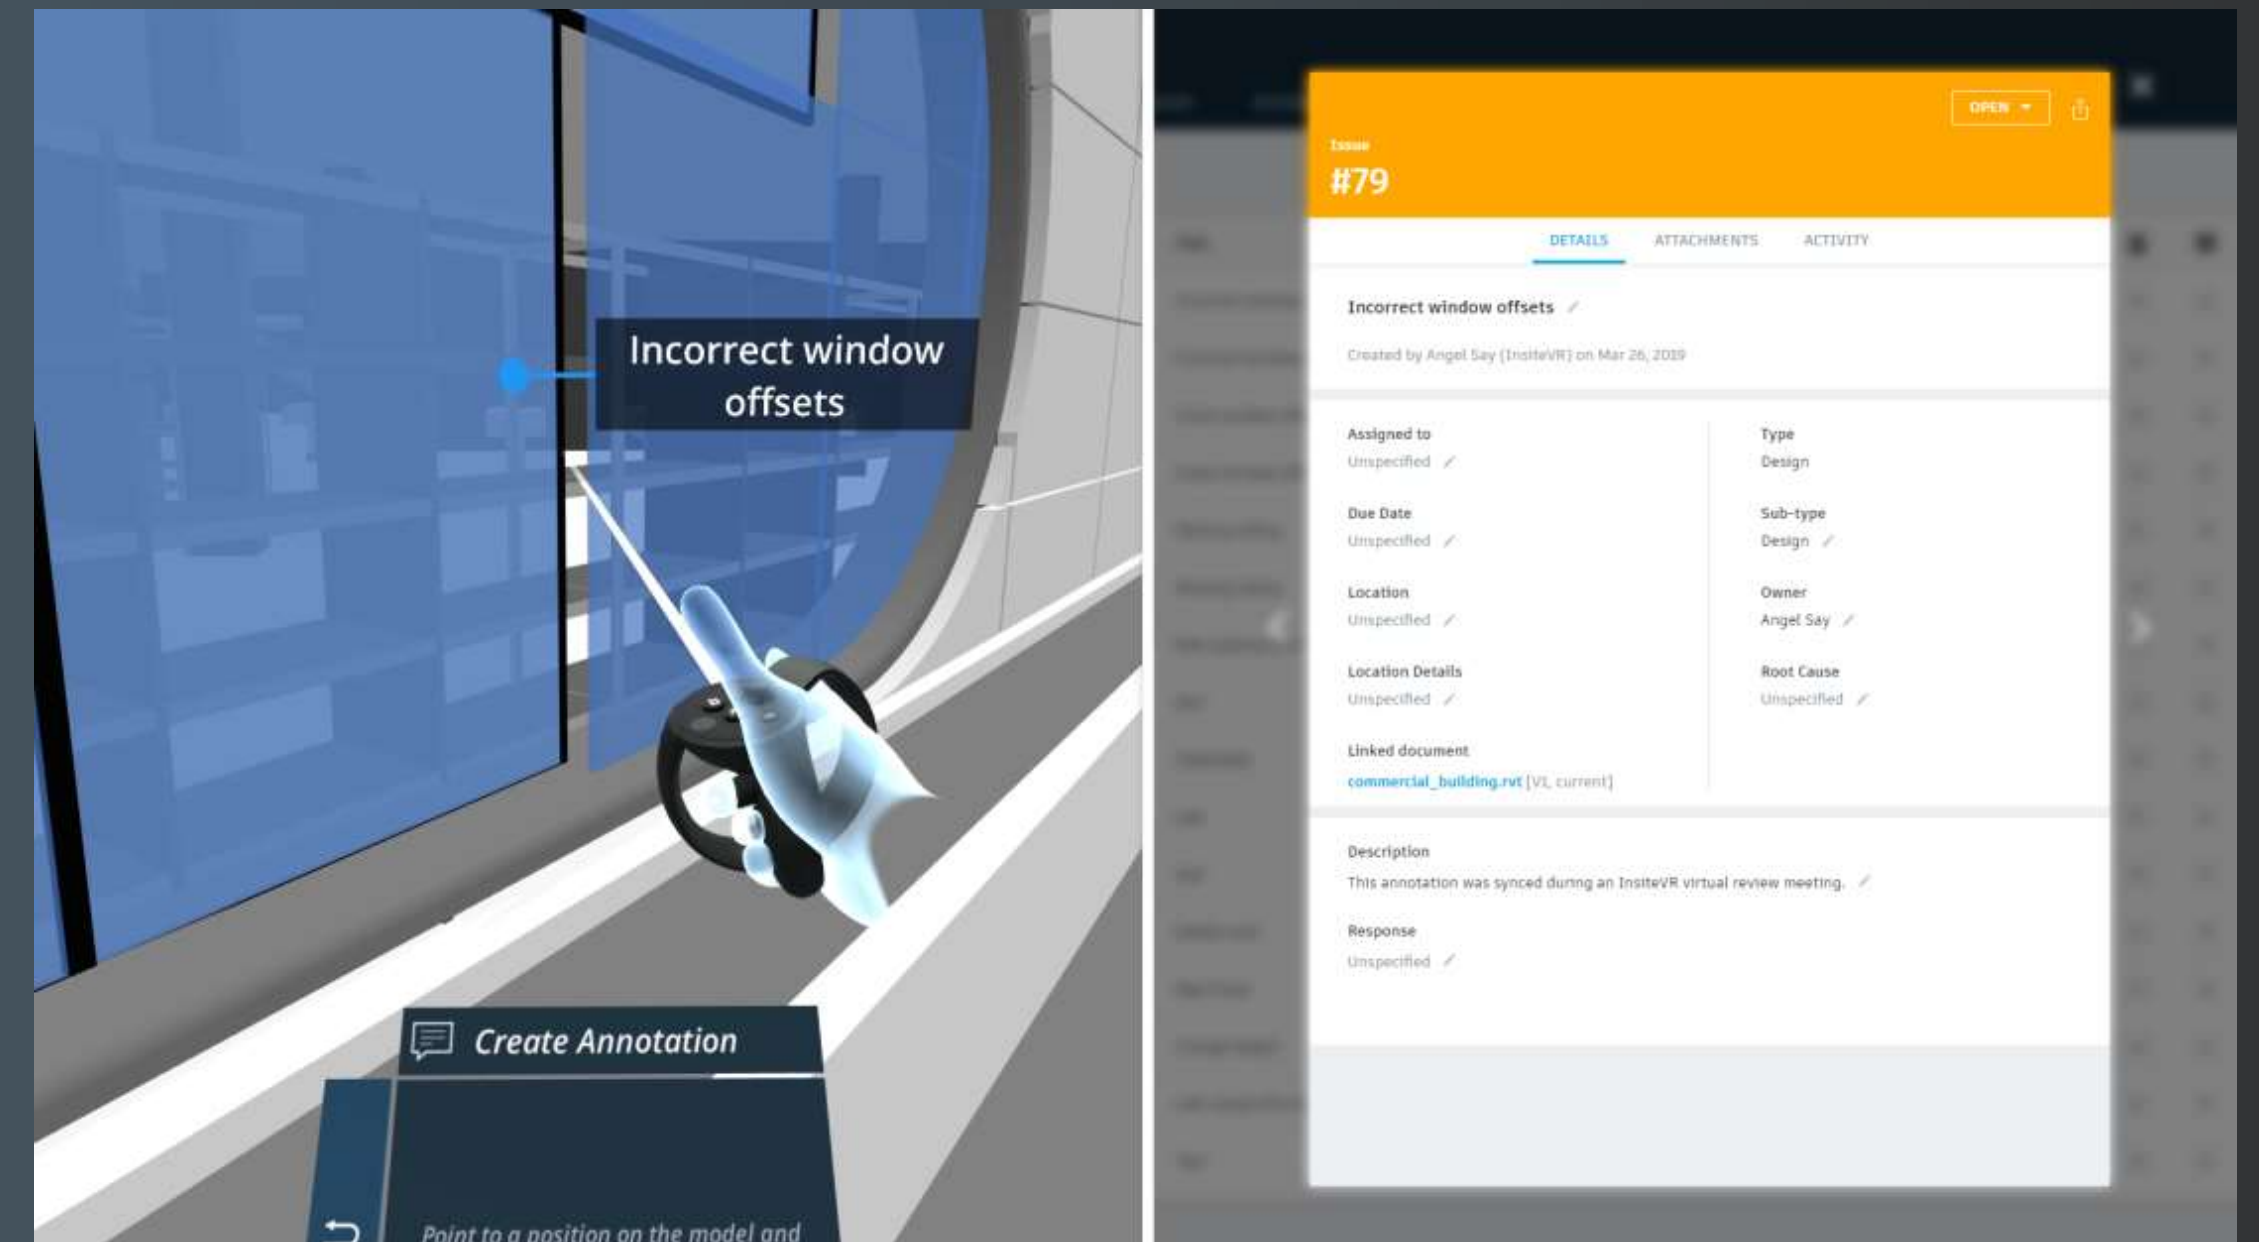 Incorrect window
offsets
Create Annotation
Point to a position on the model and
OPEN
Issue
#79
DETAILS ATTACHMENTS ACTIVITY
Incorrect window offsets
Created by Angel Say (InsiteVR) on Mar 26, 2019
Assigned to
Unspecified
Due Date
Unspecified
Location
Unspecified
Location Details
Unspecified
Linked document
commercial_building.rvt [V1, current]
Type
Design
Sub-type
Design
Owner
Angel Say
Root Cause
Unspecified
Description
This annotation was synced during an InsiteVR virtual review meeting.
Response
Unspecified